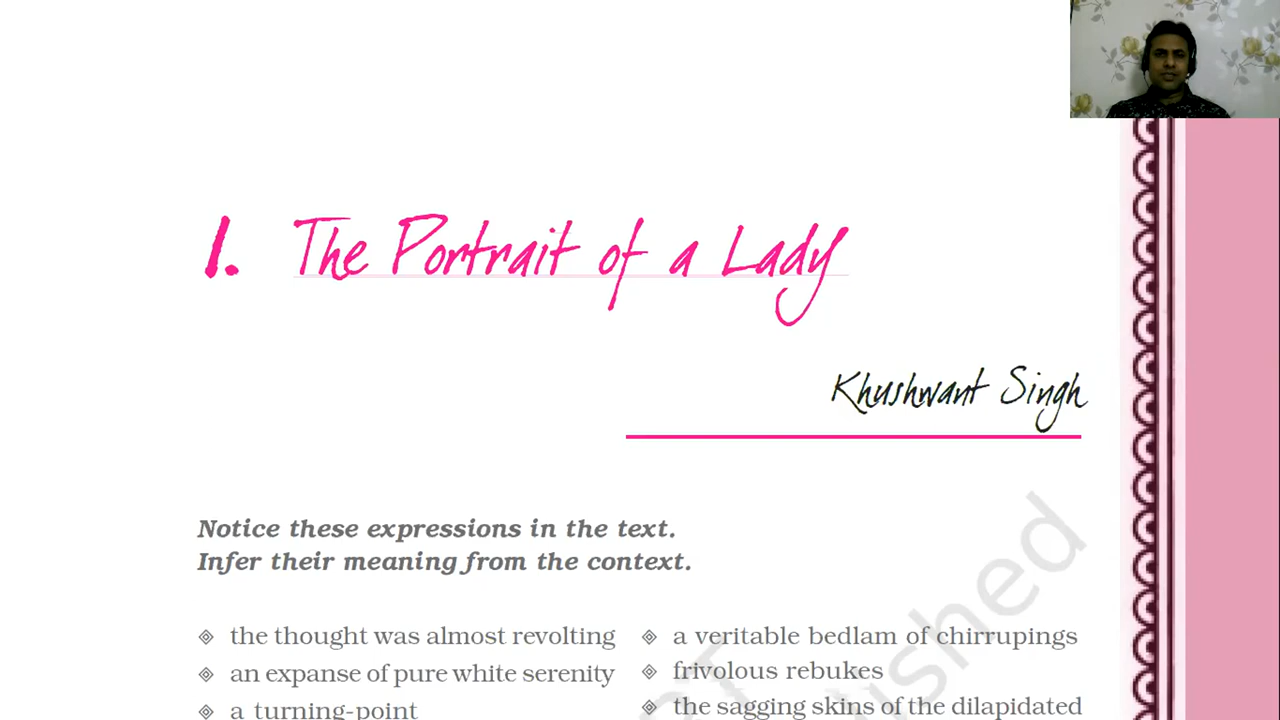 1. The Portrait of a Lady
Khushwant Singh
Notice these expressions in the text.
Infer their meaning from the context.
the thought was almost revolting
an expanse of pure white serenity
a turning-point
a veritable bedlam of chirrupings
frivolous rebukes
the sagging skins of the dilapidated